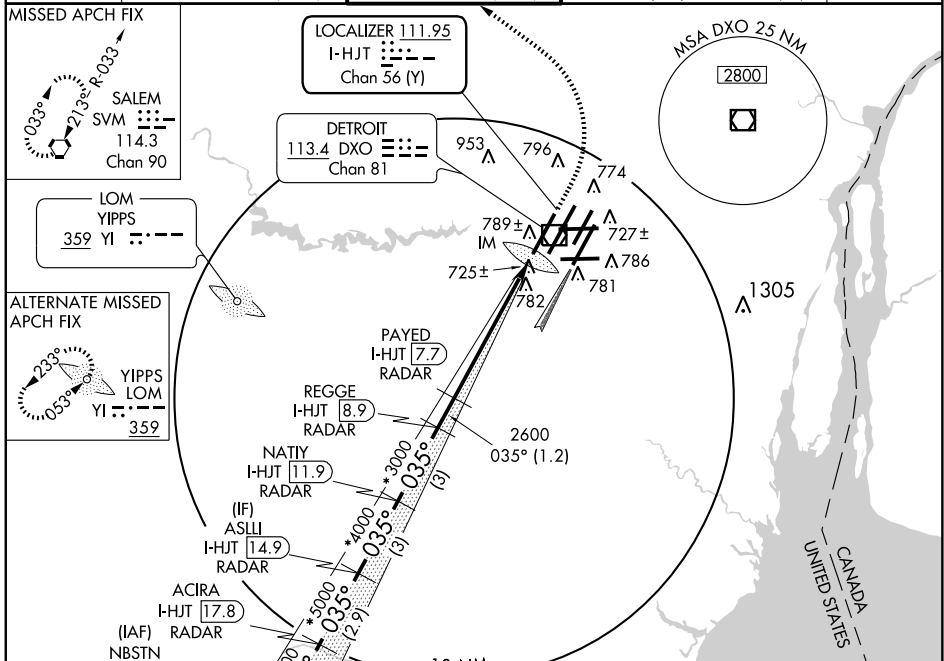 MISSED APCH FIX
R-033
033°
213°
SALEM
SVM
114.3
Chan 90
LOCALIZER 111.95
I-HJT
Chan 56 (Y)
MSA DXO 25 NM
2800
DETROIT
113.4 DXO
Chan 81
953
796
774
LOM
YIPPS
359 YI
789±
IM
727±
725±
786
781
782
1305
ALTERNATE MISSED
APCH FIX
233°
053°
YIPPS
LOM
YI
359
PAYED
I-HJT 7.7
RADAR
REGGE
I-HJT 8.9
RADAR
2600
035° (1.2)
NATIY
I-HJT 11.9
RADAR
*3000
035°
(3)
(IF)
ASLLI
I-HJT 14.9
RADAR
*4000
035°
(3)
ACIRA
I-HJT 17.8
RADAR
*5000
035°
(2.9)
(IAF)
NBSTN
CANADA
UNITED STATES